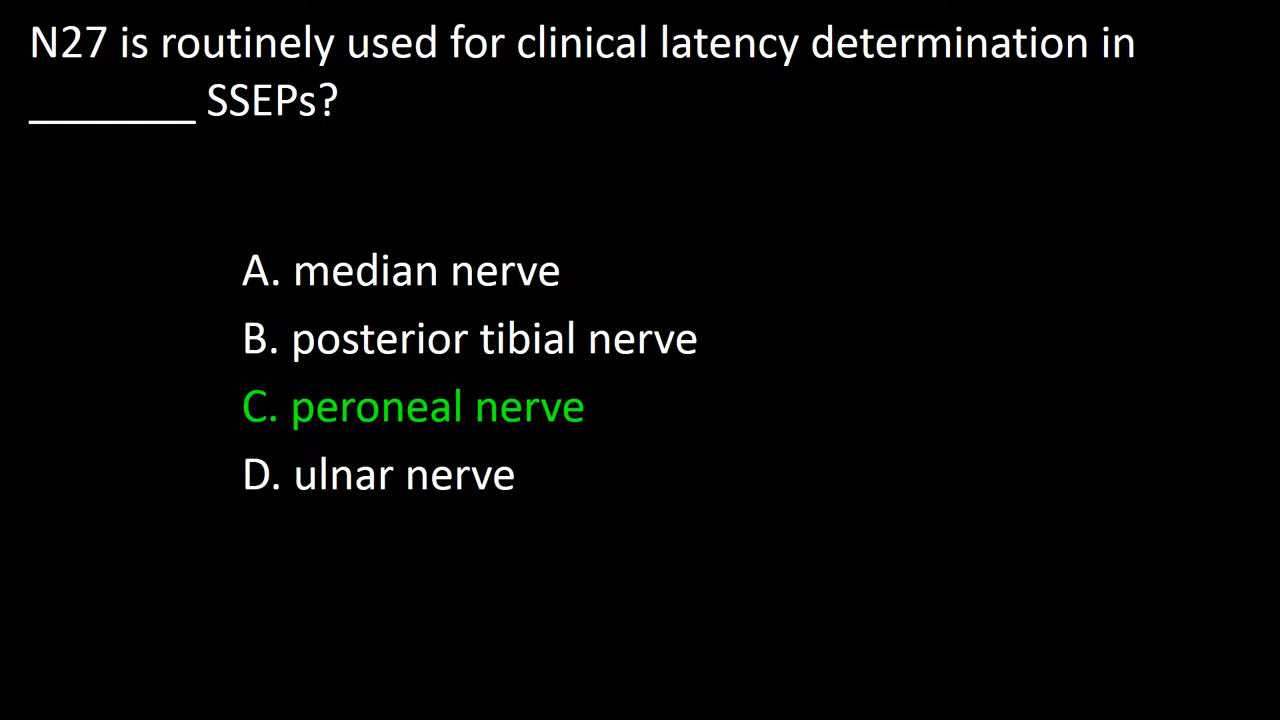 N27 is routinely used for clinical latency determination in
________ SSEPs?
A. median nerve
B. posterior tibial nerve
C. peroneal nerve
D. ulnar nerve